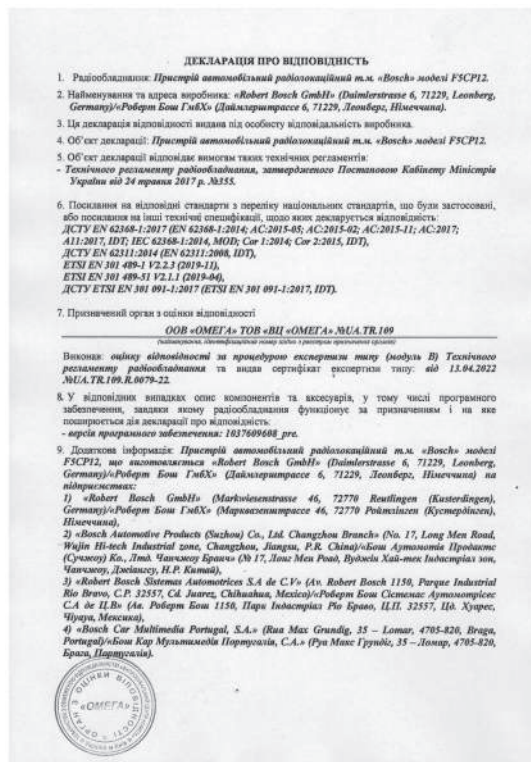 ДЕКЛАРАЦІЯ ПРО ВІДПОВІДНІСТЬ
1. Радіообладнання: Пристрій автомобільний радіолокаційний т.м. «Bosch» моделі F5CP12.
2. Найменування та адреса виробника: «Robert Bosch GmbH» (Daimlerstrasse 6, 71229, Leonberg,
Germany)/«Роберт Бош ГмбХ» (Даймлерштрассе 6, 71229, Леонберг, Німеччина).
3. Ця декларація відповідності видана під особисту відповідальність виробника.
4. Об'єкт декларації: Пристрій автомобільний радіолокаційний т.м. «Bosch» моделі F5CP12.
5. Об'єкт декларації відповідає вимогам таких технічних регламентів:
- Технічного регламенту радіообладнання, затвердженого Постановою Кабінету Міністрів
України від 24 травня 2017 р. №355.
6. Посилання на відповідні стандарти з переліку національних стандартів, що були застосовані,
або посилання на інші технічні специфікації, щодо яких декларується відповідність:
ДСТУ EN 62368-1:2017 (EN 62368-1:2014; AC:2015-05; AC:2015-02; AC:2015-11; AC:2017;
A11:2017, IDT; IEC 62368-1:2014, MOD; Cor 1:2014; Cor 2:2015, IDT),
ДСТУ EN 62311:2014 (EN 62311:2008, IDT),
ETSI EN 301 489-1 V2.2.3 (2019-11),
ETSI EN 301 489-51 V2.1.1 (2019-04),
ДСТУ ETSI EN 301 091-1:2017 (ETSI EN 301 091-1:2017, IDT).
7. Призначений орган з оцінки відповідності
ООВ «ОМЕГА» ТОВ «ВЦ «ОМЕГА» №UA.TR.109
(найменування, ідентифікаційний номер згідно з реєстром призначених органів)
Виконав: оцінку відповідності за процедурою експертизи типу (модуль В) Технічного
регламенту радіообладнання та видав сертифікат експертизи типу: від 13.04.2022
№UA.TR.109.R.0079-22.
8. У відповідних випадках опис компонентів та аксесуарів, у тому числі програмного
забезпечення, завдяки якому радіообладнання функціонує за призначенням і на яке
поширюється дія декларації про відповідність:
- версія програмного забезпечення: 1037609608_pre.
9. Додаткова інформація: Пристрій автомобільний радіолокаційний т.м. «Bosch» моделі
F5CP12, що виготовляється «Robert Bosch GmbH» (Daimlerstrasse 6, 71229, Leonberg,
Germany)/«Роберт Бош ГмбХ» (Даймлерштрассе 6, 71229, Леонберг, Німеччина) на
підприємствах:
1) «Robert Bosch GmbH» (Markwiesenstrasse 46, 72770 Reutlingen (Kusterdingen),
Germany)/«Роберт Бош ГмбХ» (Марквазенштрассе 46, 72770 Ройтлінген (Кустердінген),
Німеччина),
2) «Bosch Automotive Products (Suzhou) Co., Ltd. Changzhou Branch» (No. 17, Long Men Road,
Wujin Hi-tech Industrial zone, Changzhou, Jiangsu, P.R. China)/«Бош Аутомотів Продактс
(Сучжоу) Ко., Лтд. Чанчжоу Бранч» (№ 17, Лонг Мен Роад, Вуджін Хай-тек Індастріал зон,
Чанчжоу, Джіангсу, Н.Р. Китай),
3) «Robert Bosch Sistemas Automotrices S.A de C.V» (Av. Robert Bosch 1150, Parque Industrial
Rio Bravo, C.P. 32557, Cd. Juarez, Chihuahua, Mexico)/«Роберт Бош Сістемас Аутомотрісес
С.А де Ц.В» (Ав. Роберт Бош 1150, Парк Індастріал Ріо Браво, Ц.П. 32557, Цд. Хуарес,
Чіуауа, Мексика),
4) «Bosch Car Multimedia Portugal, S.A.» (Rua Max Grundig, 35 – Lomar, 4705-820, Braga,
Portugal)/«Бош Кар Мультимедіа Португалія, С.А.» (Руа Макс Грундіг, 35 – Ломар, 4705-820,
Брага, Португалія).
ОРГАН З ОЦІНКИ ВІДПОВІДНОСТІ
«ОМЕГА»